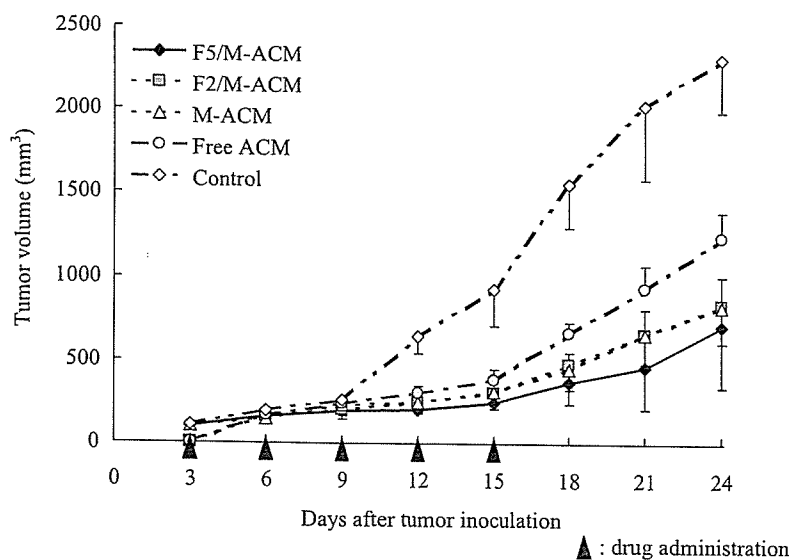 2500
2000
1500
1000
500
0
Tumor volume (mm³)
F5/M-ACM
F2/M-ACM
M-ACM
Free ACM
Control
0 3 6 9 12 15 18 21 24
Days after tumor inoculation
: drug administration